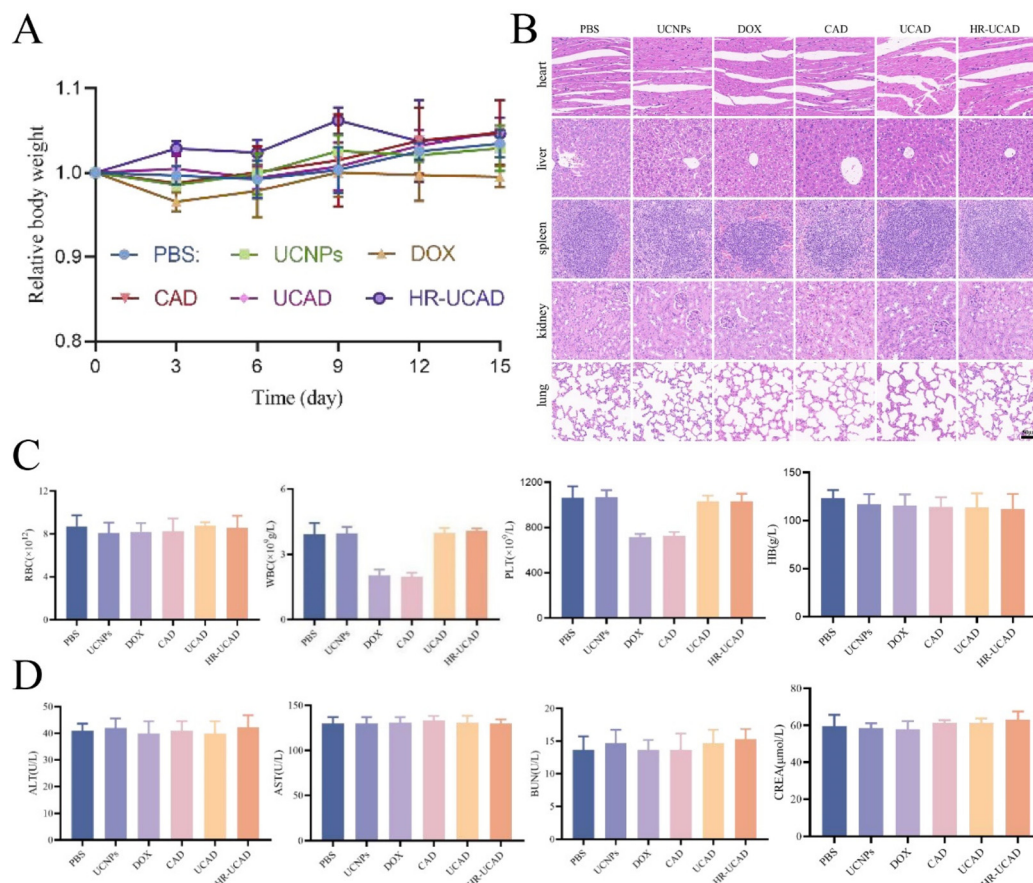 A
Relative body weight
1.1
1.0
0.9
0.8
0 3 6 9 12 15
Time (day)
PBS: UCNPs DOX
CAD UCAD HR-UCAD
B
PBS UCNPs DOX CAD UCAD HR-UCAD
heart
liver
spleen
kidney
lung
C
RBC(×10¹²)
12
8
4
0
PBS UCNPs DOX CAD UCAD HR-UCAD
WBC(×10⁹g/L)
6
4
2
0
PBS UCNPs DOX CAD UCAD HR-UCAD
PLT(×10⁹/L)
1200
900
600
300
0
PBS UCNPs DOX CAD UCAD HR-UCAD
HB(g/L)
150
100
50
0
PBS UCNPs DOX CAD UCAD HR-UCAD
D
ALT(U/L)
50
40
30
20
10
0
PBS UCNPs DOX CAD UCAD HR-UCAD
AST(U/L)
150
100
50
0
PBS UCNPs DOX CAD UCAD HR-UCAD
BUN(U/L)
20
15
10
5
0
PBS UCNPs DOX CAD UCAD HR-UCAD
CREA(μmol/L)
80
60
40
20
0
PBS UCNPs DOX CAD UCAD HR-UCAD